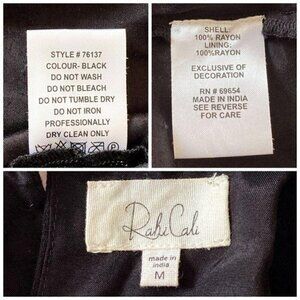 STYLE # 76137
COLOUR- BLACK
DO NOT WASH
DO NOT BLEACH
DO NOT TUMBLE DRY
DO NOT IRON
PROFESSIONALLY
DRY CLEAN ONLY
SHELL:
100% RAYON
LINING:
100%RAYON
EXCLUSIVE OF
DECORATION
RN # 69654
MADE IN INDIA
SEE REVERSE
FOR CARE
RahiCali
made in
india
M